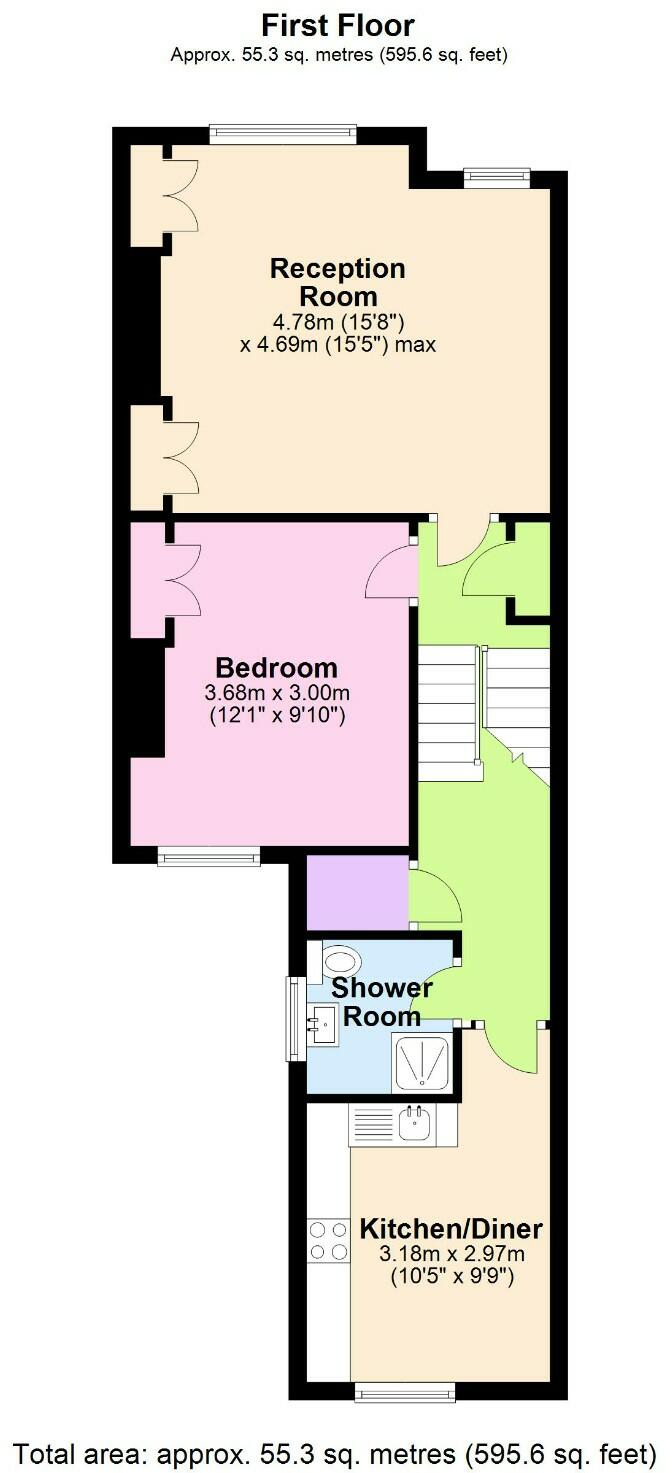 First Floor
Approx. 55.3 sq. metres (595.6 sq. feet)
Reception
Room
4.78m (15'8")
x 4.69m (15'5") max
Bedroom
3.68m x 3.00m
(12'1" x 9'10")
Shower
Room
Kitchen/Diner
3.18m x 2.97m
(10'5" x 9'9")
Total area: approx. 55.3 sq. metres (595.6 sq. feet)